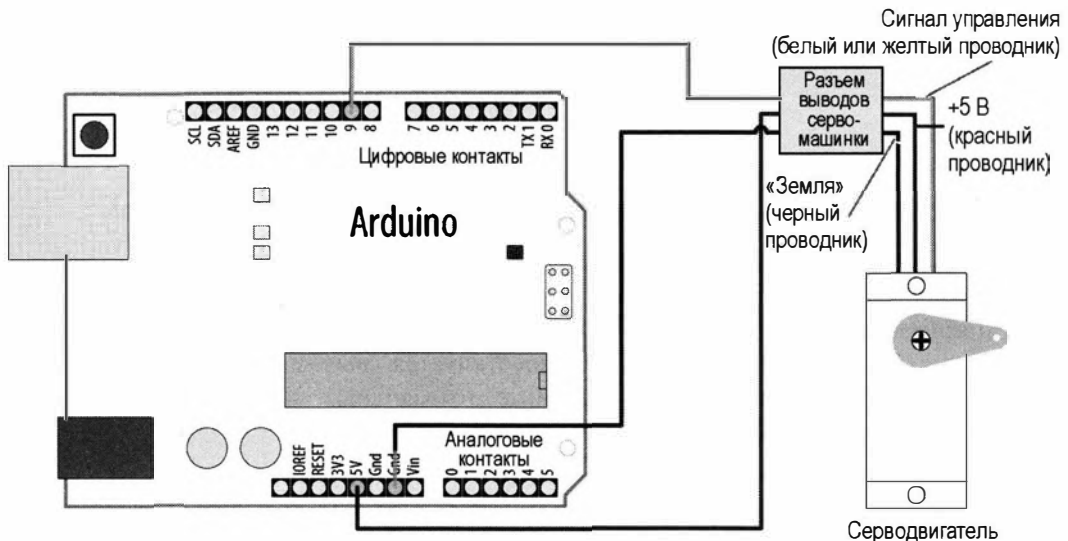 Сигнал управления
(белый или желтый проводник)
Разъем
выводов
серво-
машинки
+5 В
(красный
проводник)
«Земля»
(черный
проводник)
SCL
SDA
AREF
GND
13
12
11
10
9
8
7
6
5
4
3
2
TX 1
RX 0
Цифровые контакты
Arduino
Аналоговые
контакты
IOREF
RESET
3V3
5V
Gnd
Gnd
Vin
0
1
2
3
4
5
Серводвигатель